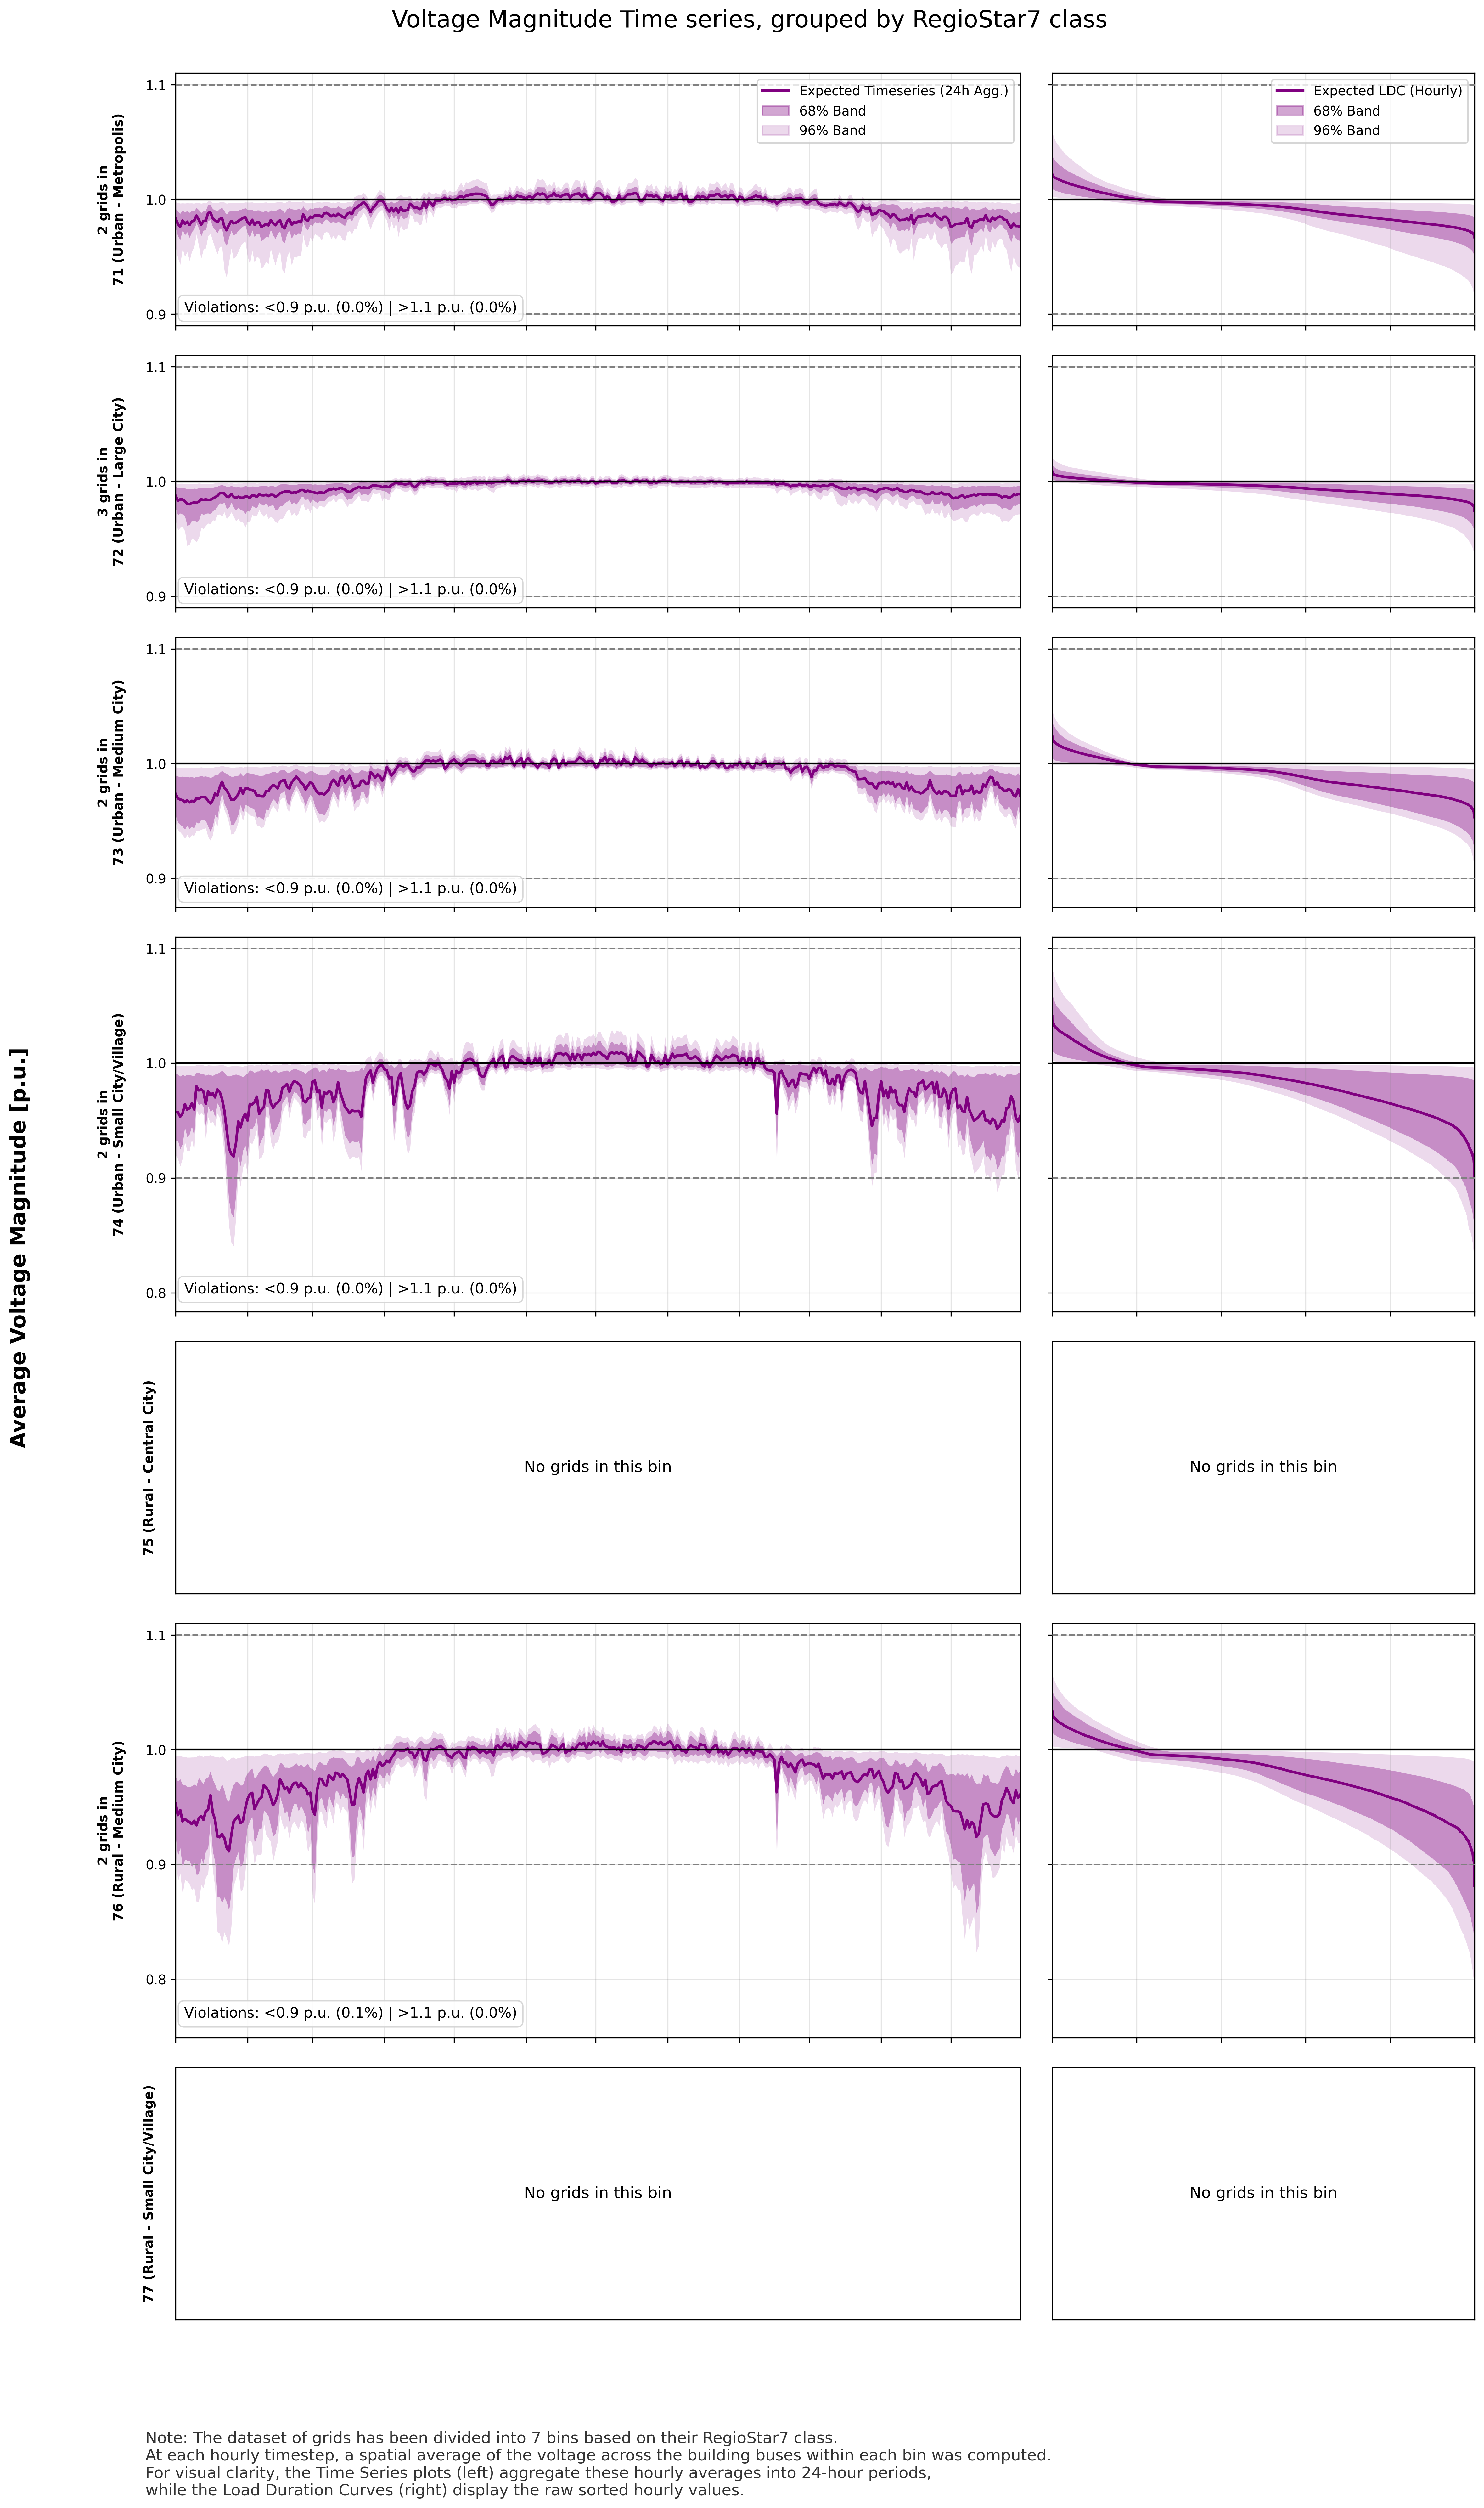 Voltage Magnitude Time series, grouped by RegioStar7 class
Average Voltage Magnitude [p.u.]
2 grids in
71 (Urban - Metropolis)
1.1
1.0
0.9
Expected Timeseries (24h Agg.)
68% Band
96% Band
Violations: <0.9 p.u. (0.0%) | >1.1 p.u. (0.0%)
Expected LDC (Hourly)
68% Band
96% Band
3 grids in
72 (Urban - Large City)
1.1
1.0
0.9
Violations: <0.9 p.u. (0.0%) | >1.1 p.u. (0.0%)
2 grids in
73 (Urban - Medium City)
1.1
1.0
0.9
Violations: <0.9 p.u. (0.0%) | >1.1 p.u. (0.0%)
2 grids in
74 (Urban - Small City/Village)
1.1
1.0
0.9
0.8
Violations: <0.9 p.u. (0.0%) | >1.1 p.u. (0.0%)
75 (Rural - Central City)
No grids in this bin
No grids in this bin
2 grids in
76 (Rural - Medium City)
1.1
1.0
0.9
0.8
Violations: <0.9 p.u. (0.1%) | >1.1 p.u. (0.0%)
77 (Rural - Small City/Village)
No grids in this bin
No grids in this bin
Note: The dataset of grids has been divided into 7 bins based on their RegioStar7 class.
At each hourly timestep, a spatial average of the voltage across the building buses within each bin was computed.
For visual clarity, the Time Series plots (left) aggregate these hourly averages into 24-hour periods,
while the Load Duration Curves (right) display the raw sorted hourly values.